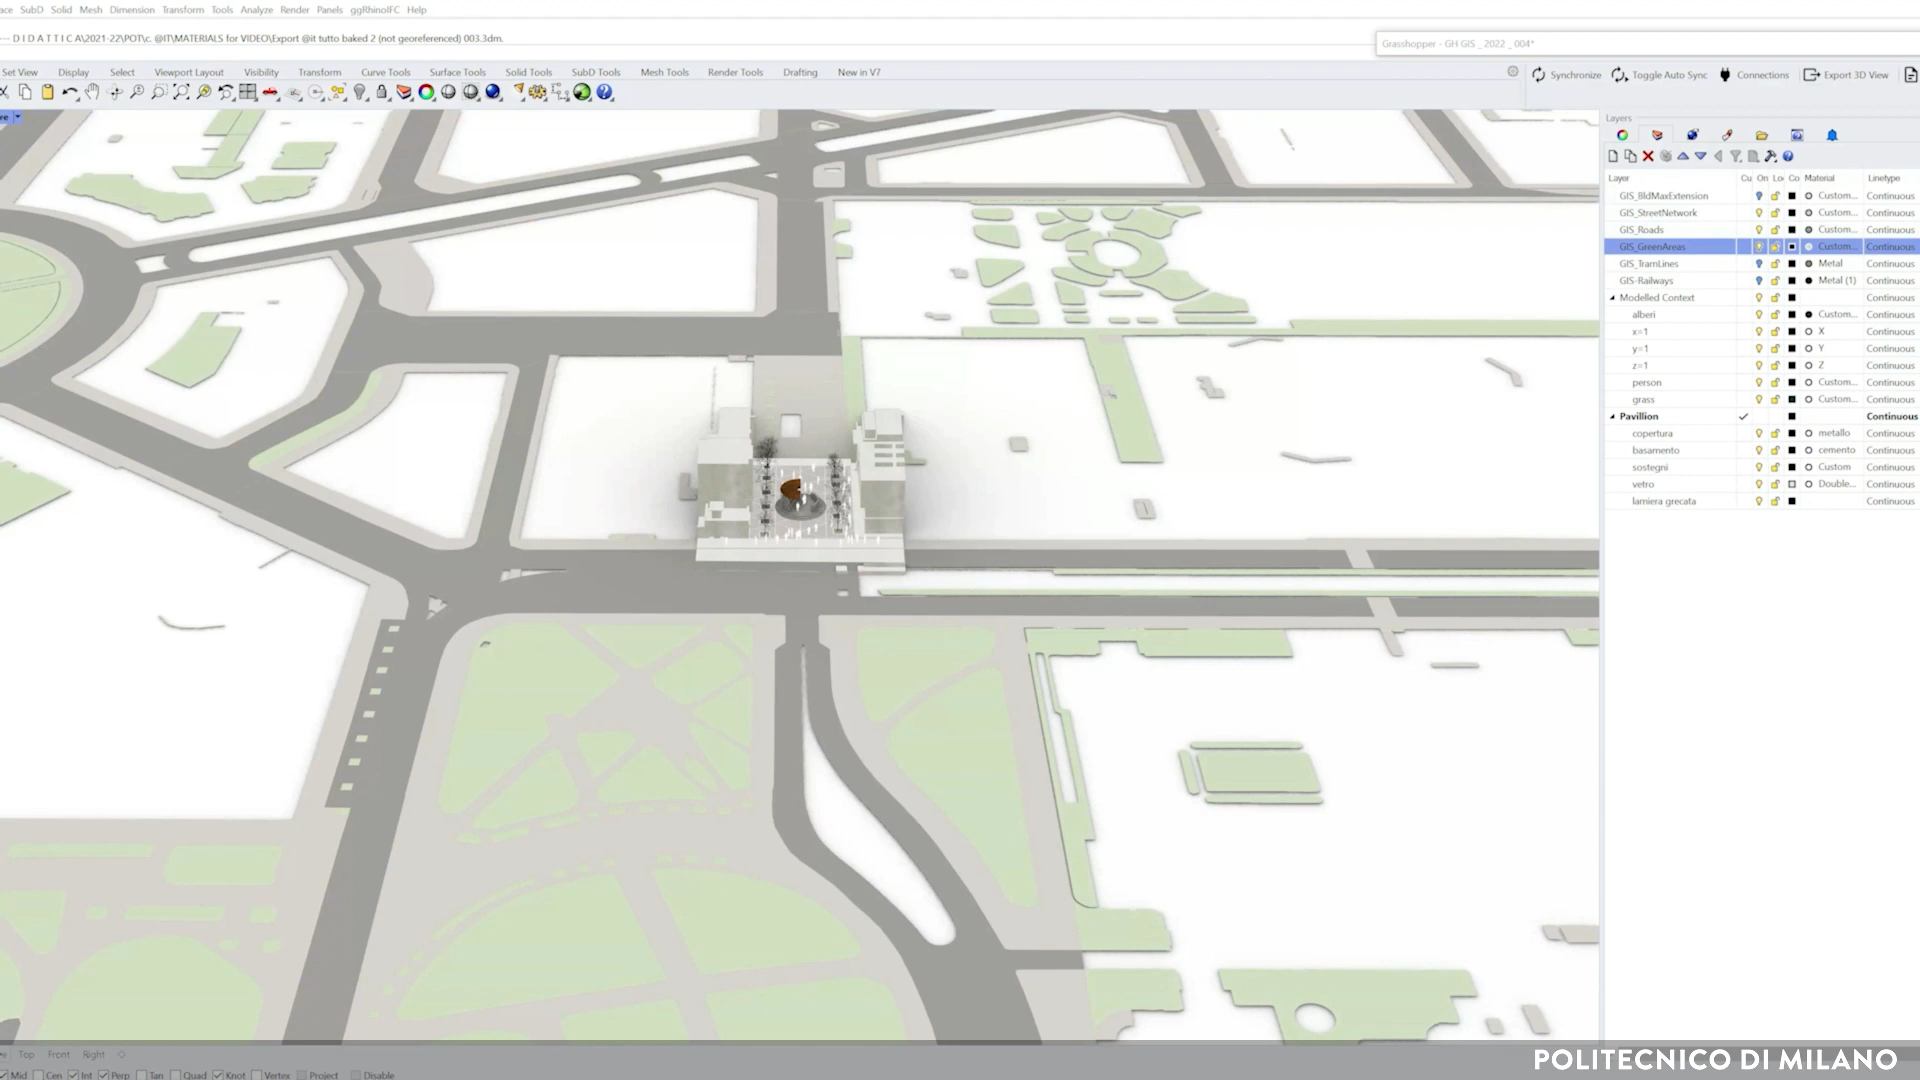 SubD Solid Mesh Dimension Transform Tools Analyze Render Panels ggRhinoIFC Help
D I D A T T I C A\2021-22\POT\c. @IT\MATERIALS for VIDEO\Export @it tutto baked 2 (not georeferenced) 003.3dm.
Grasshopper - GH GIS _ 2022 _ 004*
Set View Display Select Viewport Layout Visibility Transform Curve Tools Surface Tools Solid Tools SubD Tools Mesh Tools Render Tools Drafting New in V7
Synchronize Toggle Auto Sync Connections Export 3D View
Layers
Layer Cu On Lo Co Material Linetype
GIS_BldMaxExtension Custom... Continuous
GIS_StreetNetwork Custom... Continuous
GIS_Roads Custom... Continuous
GIS_GreenAreas Custom... Continuous
GIS_TramLines Metal Continuous
GIS-Railways Metal (1) Continuous
Modelled Context Continuous
alberi Custom... Continuous
x=1 X Continuous
y=1 Y Continuous
z=1 Z Continuous
person Custom... Continuous
grass Custom... Continuous
Pavillion Continuous
copertura metallo Continuous
basamento cemento Continuous
sostegni Custom Continuous
vetro Double... Continuous
lamiera grecata Continuous
Top Front Right
Mid Cen Int Perp Tan Quad Knot Vertex Project Disable
POLITECNICO DI MILANO